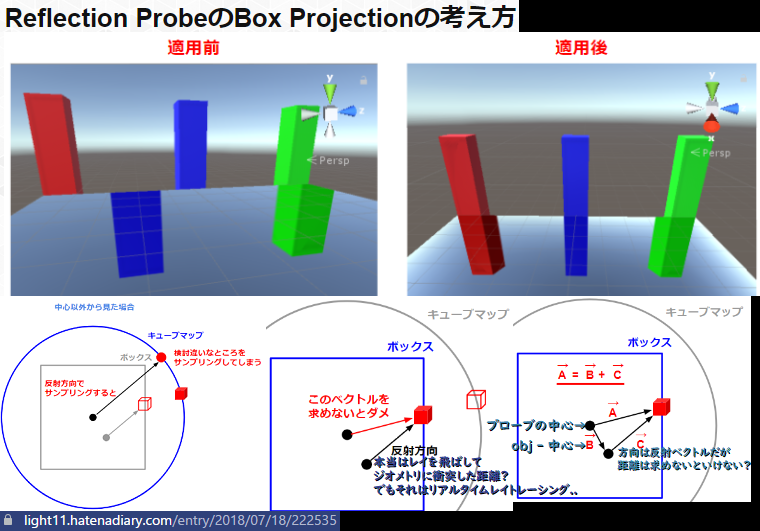 Reflection ProbeのBox Projectionの考え方
適用前
適用後
y
z
Persp
y
x
Persp
中心以外から見た場合
キューブマップ
ボックス
検討違いなところを
サンプリングしてしまう
反射方向で
サンプリングすると
キューブマップ
ボックス
このベクトルを
求めないとダメ
反射方向
本当はレイを飛ばして
ジオメトリに衝突した距離?
でもそれはリアルタイムレイトレーシング、、
キューブマップ
ボックス
A = B + C
A
プローブの中心→
obj - 中心→B
C
方向は反射ベクトルだが
距離は求めないといけない?
light11.hatenadiary.com/entry/2018/07/18/222535